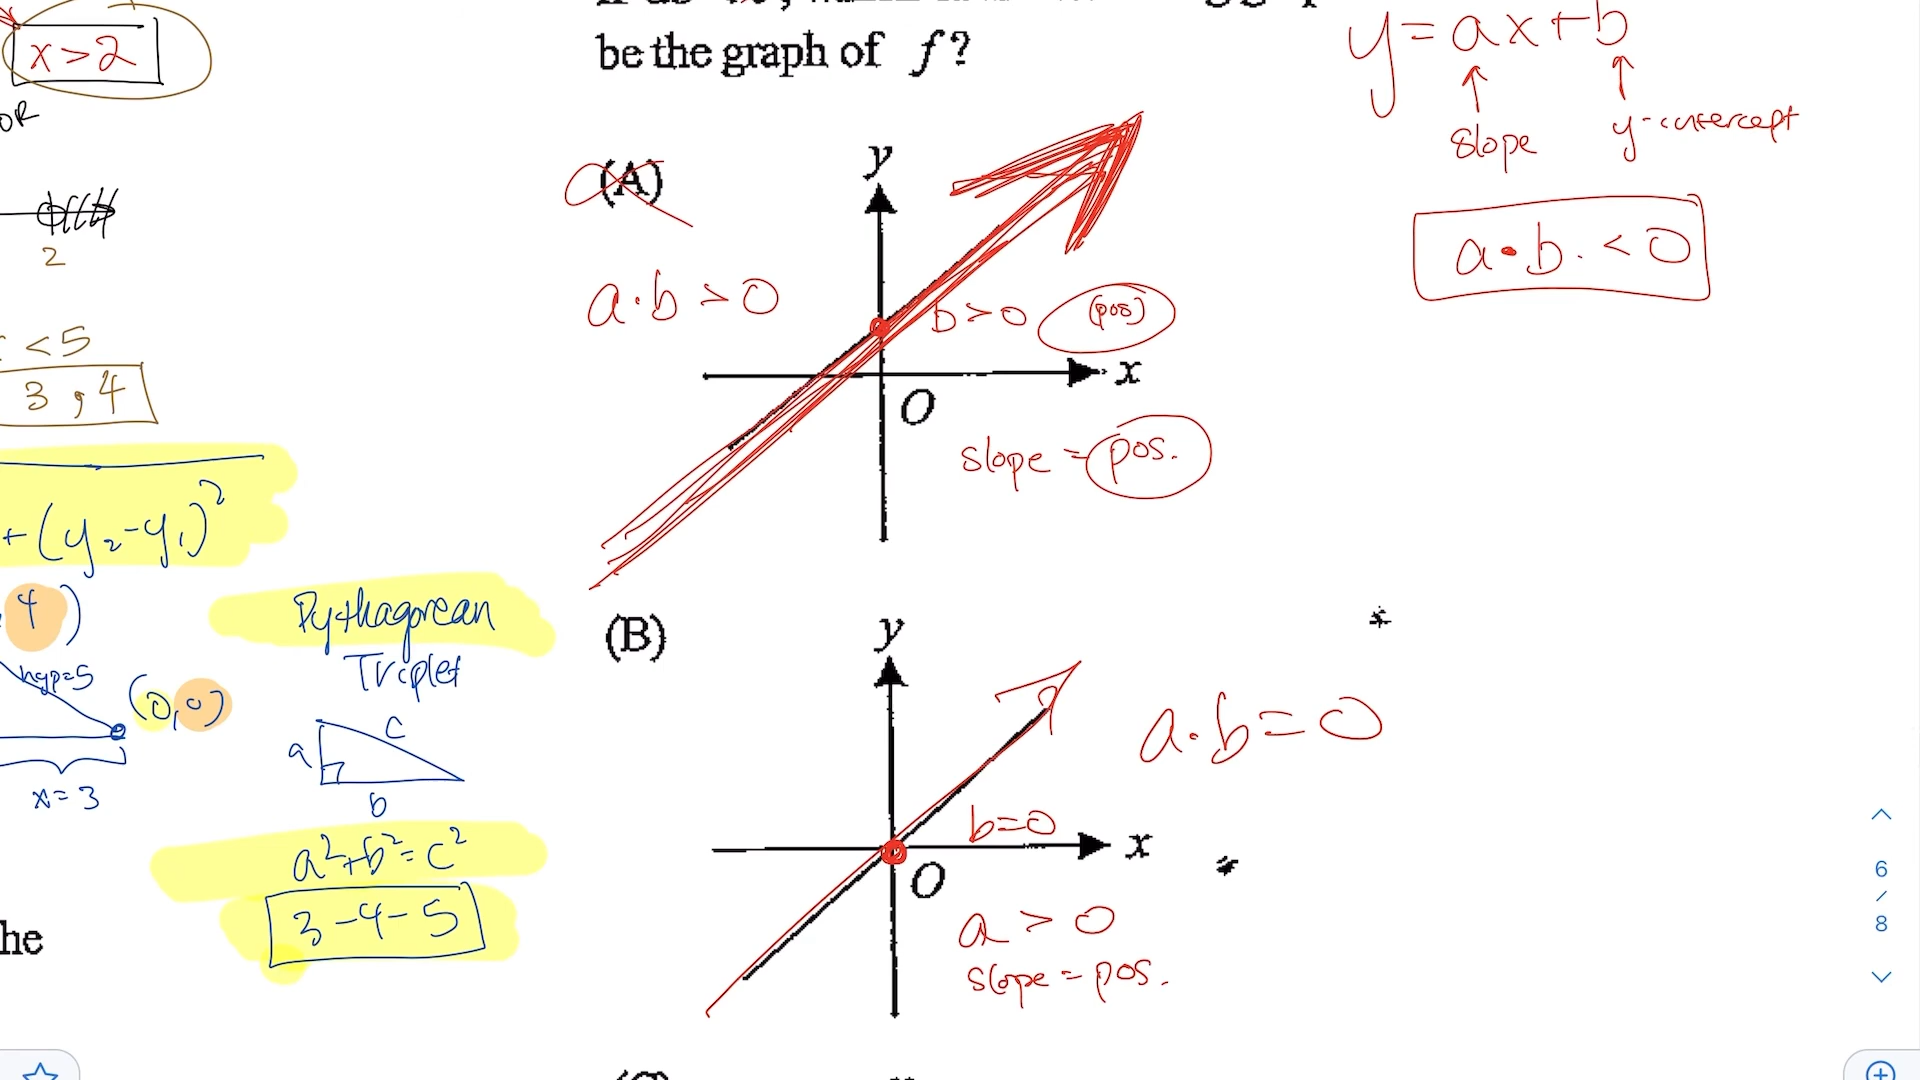 x > 2
OR
2
< 5
3 , 4
+ (y₂ - y₁)²
, 4 )
hyp=5
(0,0)
x = 3
he
Pythagorean
Triplet
a
c
b
a² + b² = c²
3 - 4 - 5
be the graph of f?
(A)
y
a·b > 0
b > 0 (pos)
x
O
slope = pos.
(B)
y
a·b = 0
b = 0
x
O
a > 0
slope = pos.
y = ax + b
slope
y-intercept
a·b < 0
6
/
8